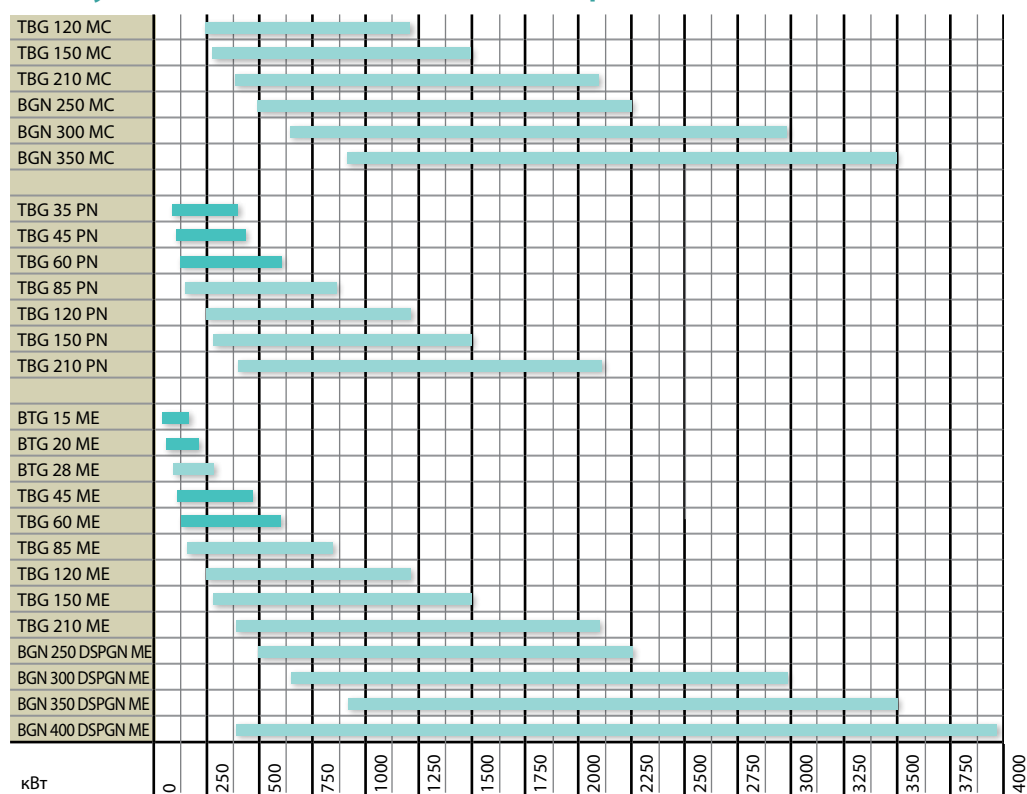 TBG 120 MC
TBG 150 MC
TBG 210 MC
BGN 250 MC
BGN 300 MC
BGN 350 MC
TBG 35 PN
TBG 45 PN
TBG 60 PN
TBG 85 PN
TBG 120 PN
TBG 150 PN
TBG 210 PN
BTG 15 ME
BTG 20 ME
BTG 28 ME
TBG 45 ME
TBG 60 ME
TBG 85 ME
TBG 120 ME
TBG 150 ME
TBG 210 ME
BGN 250 DSPGN ME
BGN 300 DSPGN ME
BGN 350 DSPGN ME
BGN 400 DSPGN ME
кВт 0 250 500 750 1000 1250 1500 1750 2000 2250 2500 2750 3000 3250 3500 3750 4000